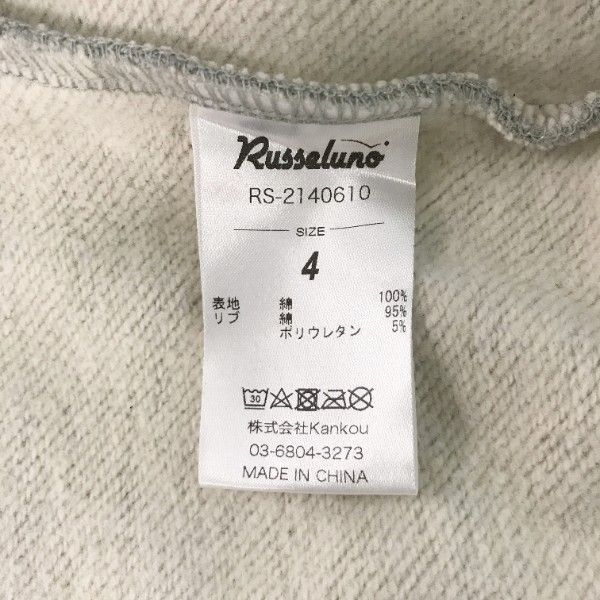 Russeluno
RS-2140610
SIZE
4
表地 綿 100%
リブ 綿 95%
ポリウレタン 5%
30
株式会社Kankou
03-6804-3273
MADE IN CHINA